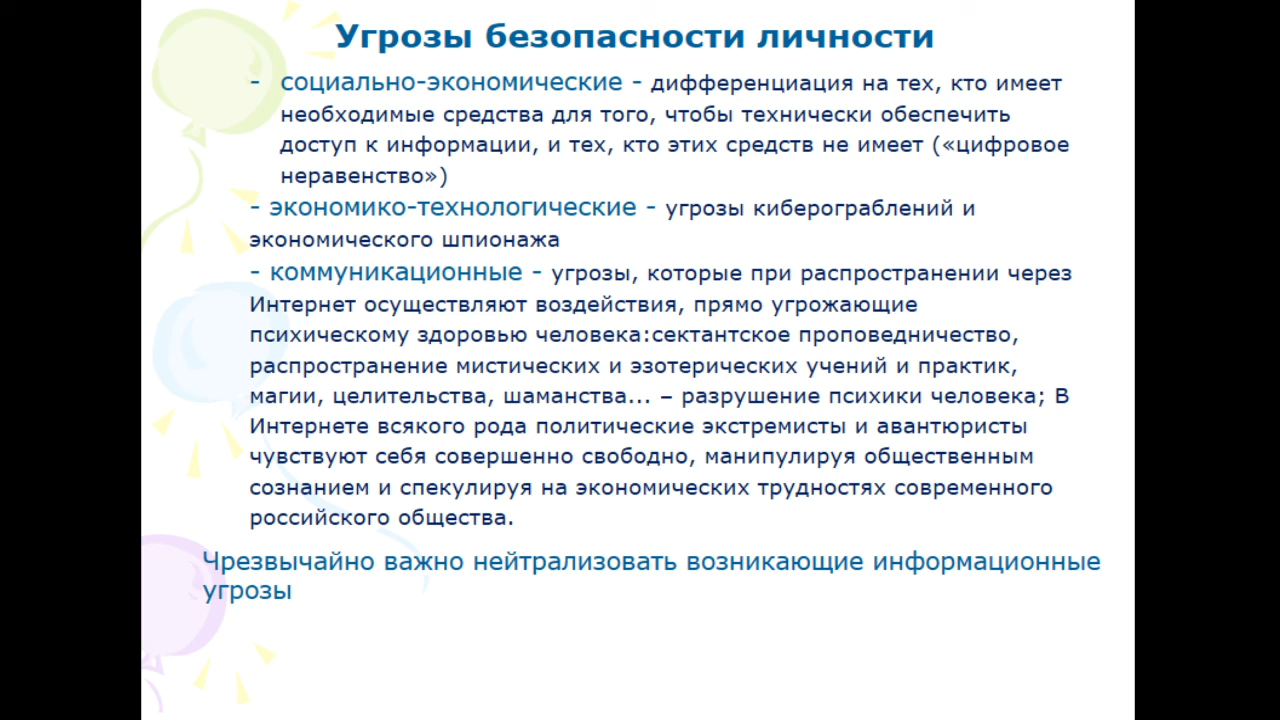 Угрозы безопасности личности
- социально-экономические - дифференциация на тех, кто имеет
необходимые средства для того, чтобы технически обеспечить
доступ к информации, и тех, кто этих средств не имеет («цифровое
неравенство»)
- экономико-технологические - угрозы киберограблений и
экономического шпионажа
- коммуникационные - угрозы, которые при распространении через
Интернет осуществляют воздействия, прямо угрожающие
психическому здоровью человека:сектантское проповедничество,
распространение мистических и эзотерических учений и практик,
магии, целительства, шаманства... – разрушение психики человека; В
Интернете всякого рода политические экстремисты и авантюристы
чувствуют себя совершенно свободно, манипулируя общественным
сознанием и спекулируя на экономических трудностях современного
российского общества.
Чрезвычайно важно нейтрализовать возникающие информационные
угрозы